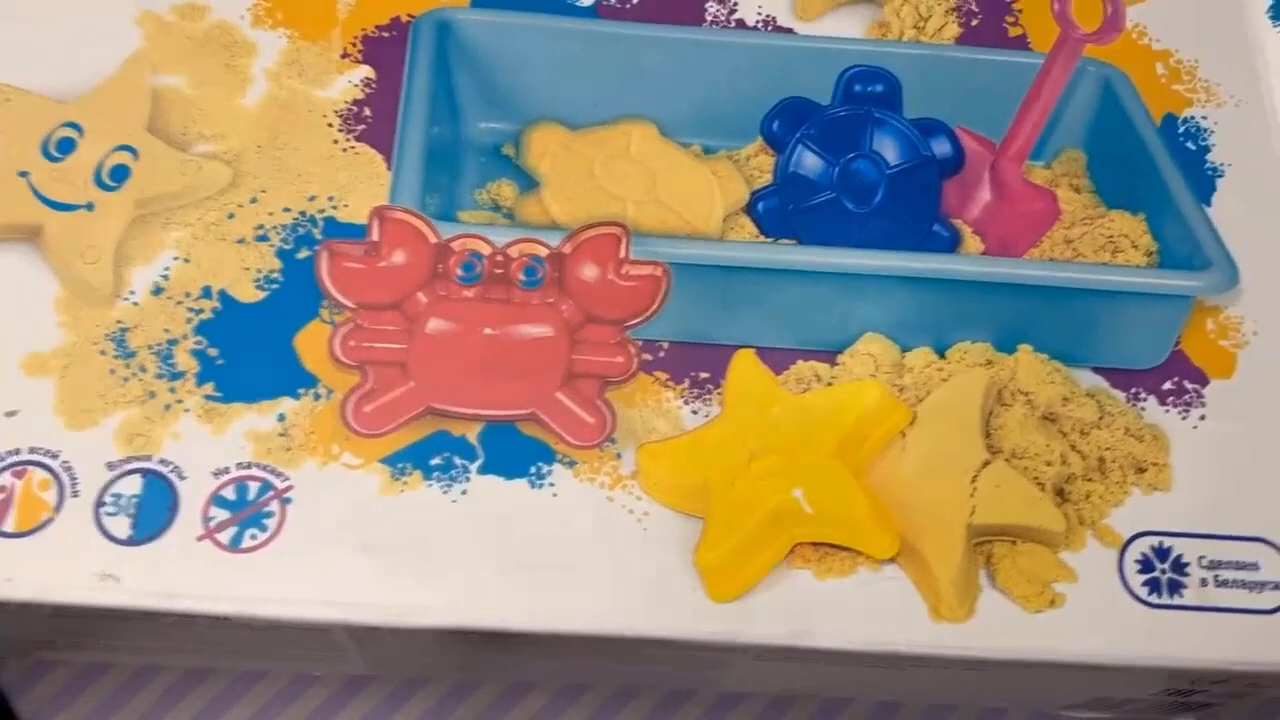 Для всей семьи
Время игры
30
Не пачкает
Сделано
в Беларуси